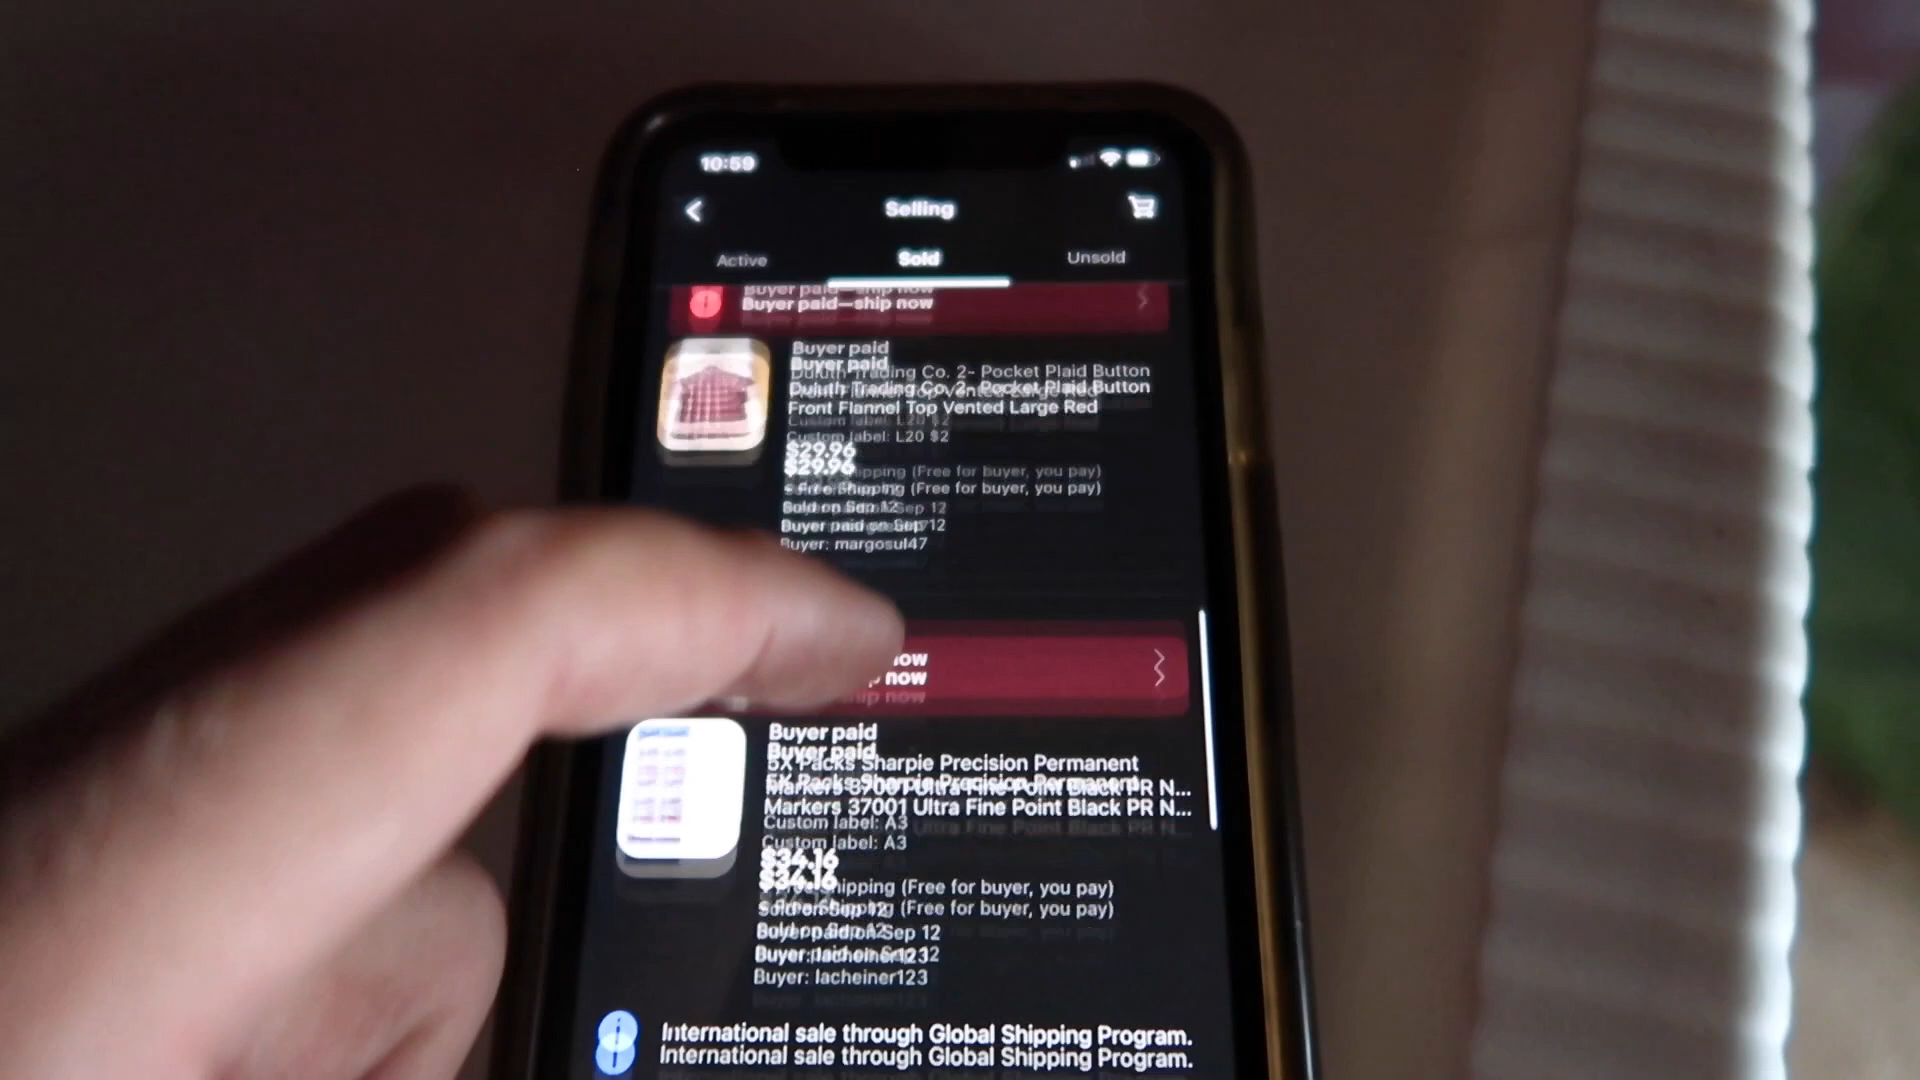 10:59
Selling
Active
Sold
Unsold
Buyer paid—ship now
Buyer paid
Duluth Trading Co. 2- Pocket Plaid Button
Front Flannel Top Vented Large Red
Custom label: L20 $2
$29.96
+ Free Shipping (Free for buyer, you pay)
Sold on Sep 12
Buyer paid on Sep 12
Buyer: margosul47
ship now
Buyer paid
5X Packs Sharpie Precision Permanent
Markers 37001 Ultra Fine Point Black PR N...
Custom label: A3
$34.16
+ Free Shipping (Free for buyer, you pay)
Sold on Sep 12
Buyer paid on Sep 12
Buyer: lacheiner123
International sale through Global Shipping Program.